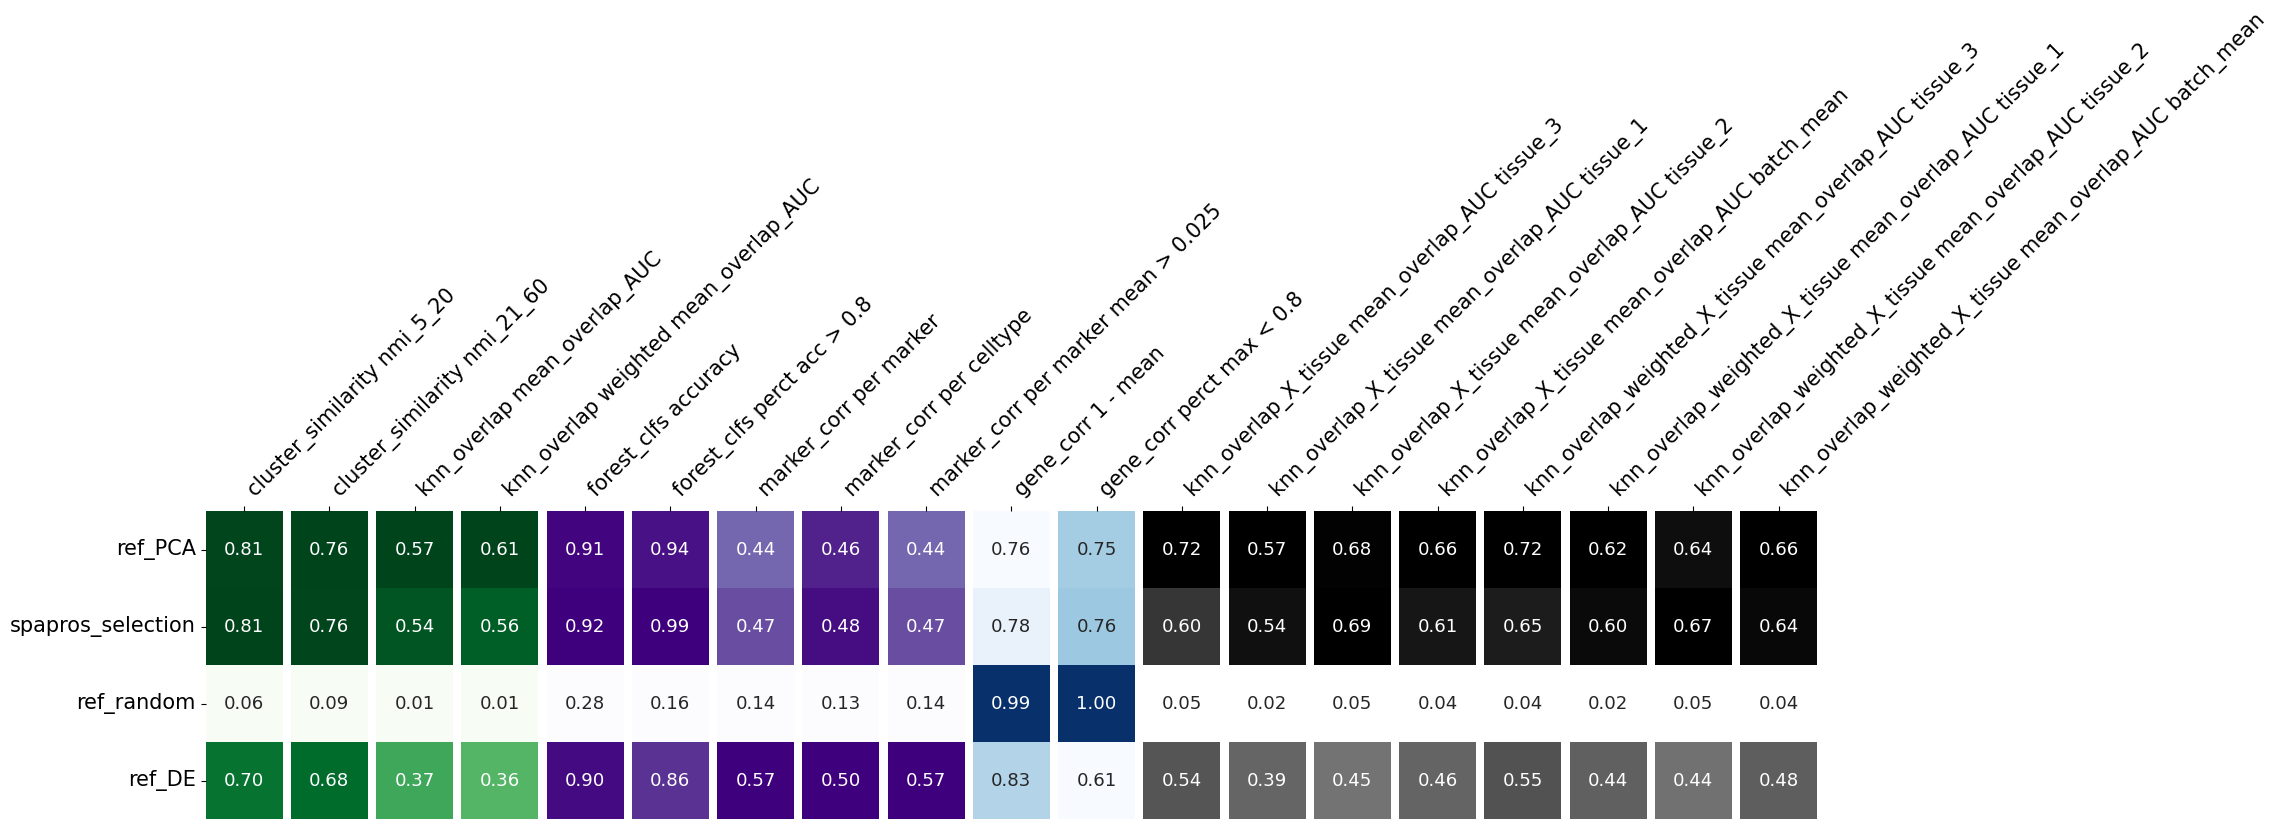 cluster_similarity nmi_5_20
cluster_similarity nmi_21_60
knn_overlap mean_overlap_AUC
knn_overlap weighted mean_overlap_AUC
forest_clfs accuracy
forest_clfs perct acc > 0.8
marker_corr per marker
marker_corr per celltype
marker_corr per marker mean > 0.025
gene_corr 1 - mean
gene_corr perct max < 0.8
knn_overlap_X_tissue mean_overlap_AUC tissue_3
knn_overlap_X_tissue mean_overlap_AUC tissue_1
knn_overlap_X_tissue mean_overlap_AUC tissue_2
knn_overlap_X_tissue mean_overlap_AUC batch_mean
knn_overlap_weighted_X_tissue mean_overlap_AUC tissue_3
knn_overlap_weighted_X_tissue mean_overlap_AUC tissue_1
knn_overlap_weighted_X_tissue mean_overlap_AUC tissue_2
knn_overlap_weighted_X_tissue mean_overlap_AUC batch_mean
ref_PCA 0.81 0.76 0.57 0.61 0.91 0.94 0.44 0.46 0.44 0.76 0.75 0.72 0.57 0.68 0.66 0.72 0.62 0.64 0.66
spapros_selection 0.81 0.76 0.54 0.56 0.92 0.99 0.47 0.48 0.47 0.78 0.76 0.60 0.54 0.69 0.61 0.65 0.60 0.67 0.64
ref_random 0.06 0.09 0.01 0.01 0.28 0.16 0.14 0.13 0.14 0.99 1.00 0.05 0.02 0.05 0.04 0.04 0.02 0.05 0.04
ref_DE 0.70 0.68 0.37 0.36 0.90 0.86 0.57 0.50 0.57 0.83 0.61 0.54 0.39 0.45 0.46 0.55 0.44 0.44 0.48